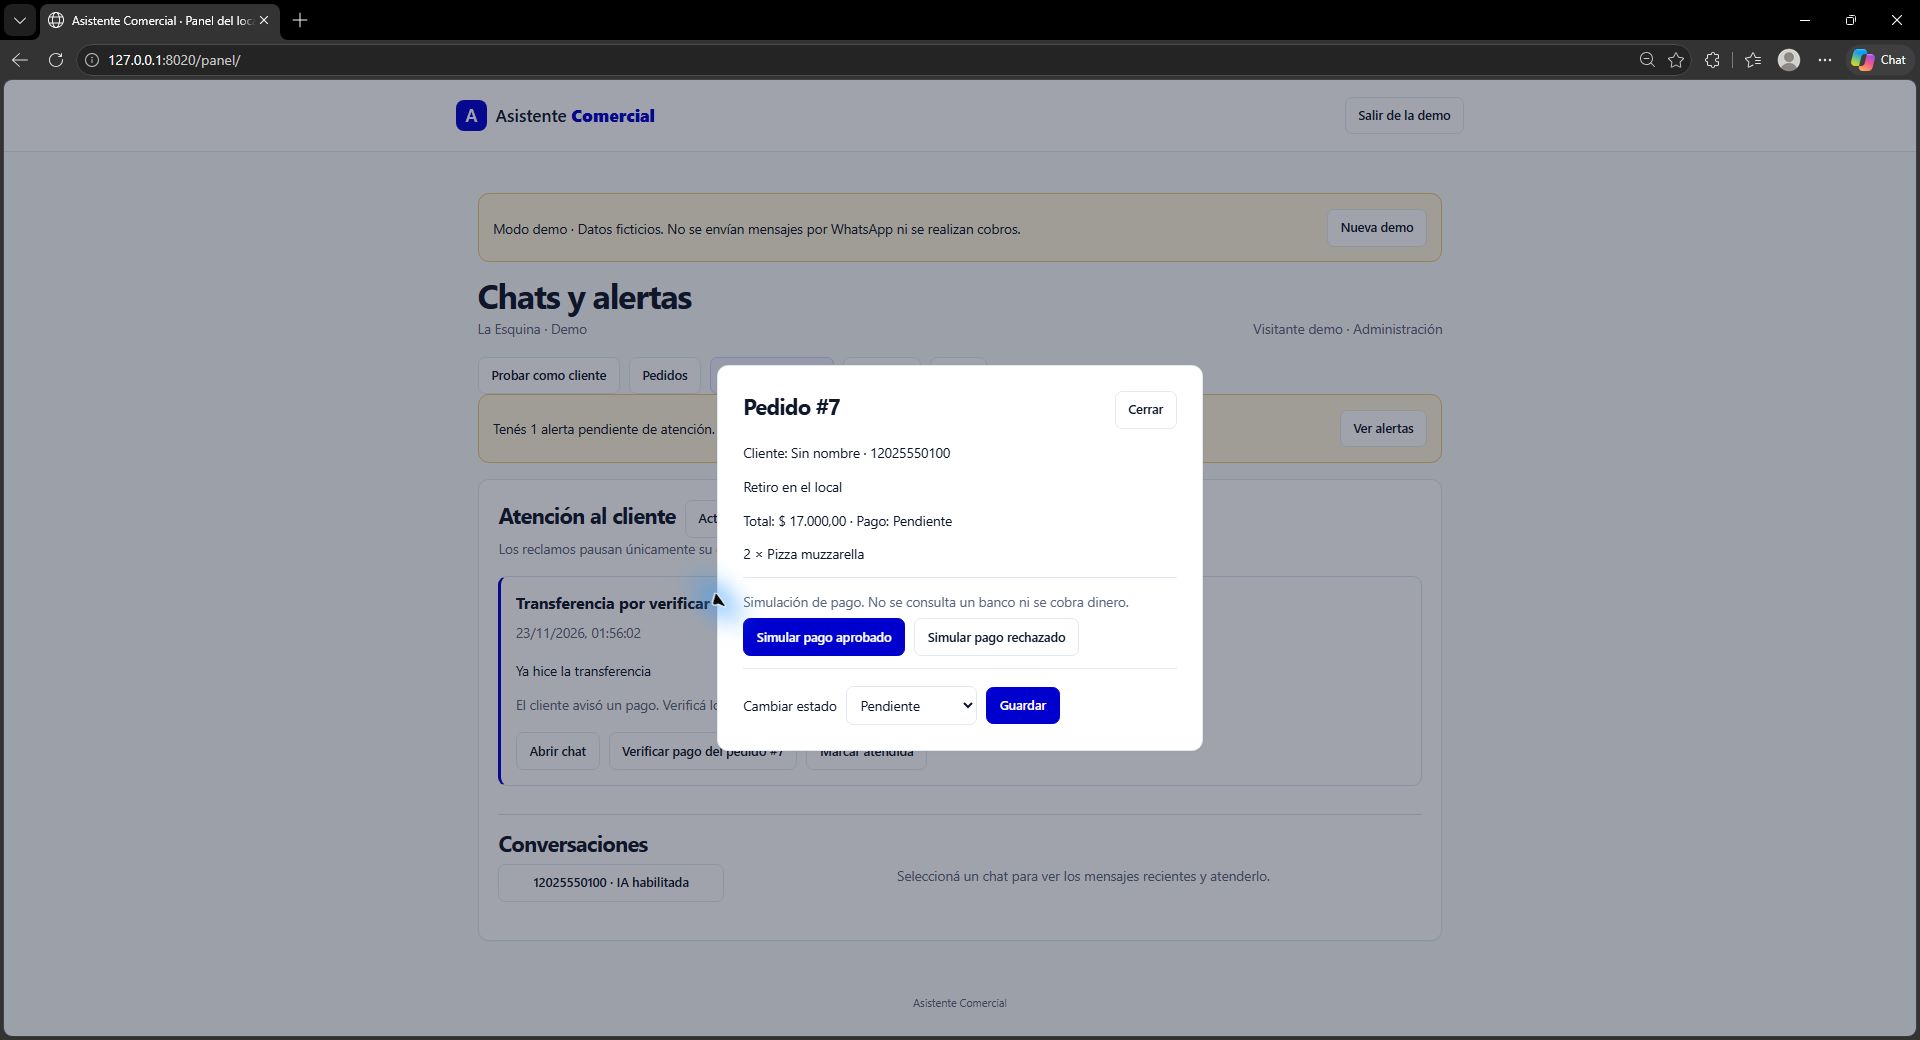 Asistente Comercial · Panel del loc
127.0.0.1:8020/panel/
Chat
A Asistente Comercial
Salir de la demo
Modo demo · Datos ficticios. No se envían mensajes por WhatsApp ni se realizan cobros.
Nueva demo
Chats y alertas
La Esquina · Demo
Visitante demo · Administración
Probar como cliente
Pedidos
Tenés 1 alerta pendiente de atención.
Ver alertas
Atención al cliente
Act
Los reclamos pausan únicamente su
Transferencia por verificar
23/11/2026, 01:56:02
Ya hice la transferencia
El cliente avisó un pago. Verificá lo
Abrir chat
Verificar pago del pedido #7
Marcar atendida
Pedido #7
Cerrar
Cliente: Sin nombre · 12025550100
Retiro en el local
Total: $ 17.000,00 · Pago: Pendiente
2 × Pizza muzzarella
Simulación de pago. No se consulta un banco ni se cobra dinero.
Simular pago aprobado
Simular pago rechazado
Cambiar estado
Pendiente
Guardar
Conversaciones
12025550100 · IA habilitada
Seleccioná un chat para ver los mensajes recientes y atenderlo.
Asistente Comercial